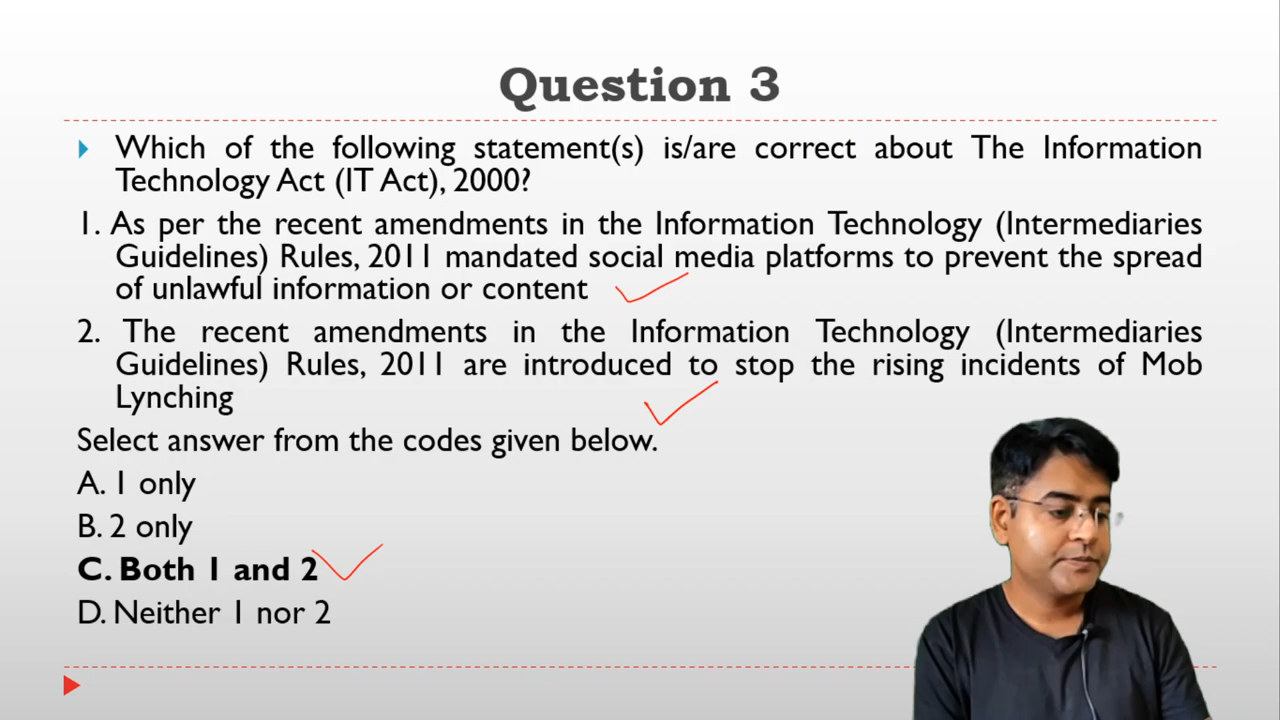 Question 3
Which of the following statement(s) is/are correct about The Information
Technology Act (IT Act), 2000?
1. As per the recent amendments in the Information Technology (Intermediaries
Guidelines) Rules, 2011 mandated social media platforms to prevent the spread
of unlawful information or content
2. The recent amendments in the Information Technology (Intermediaries
Guidelines) Rules, 2011 are introduced to stop the rising incidents of Mob
Lynching
Select answer from the codes given below.
A. 1 only
B. 2 only
C. Both 1 and 2
D. Neither 1 nor 2